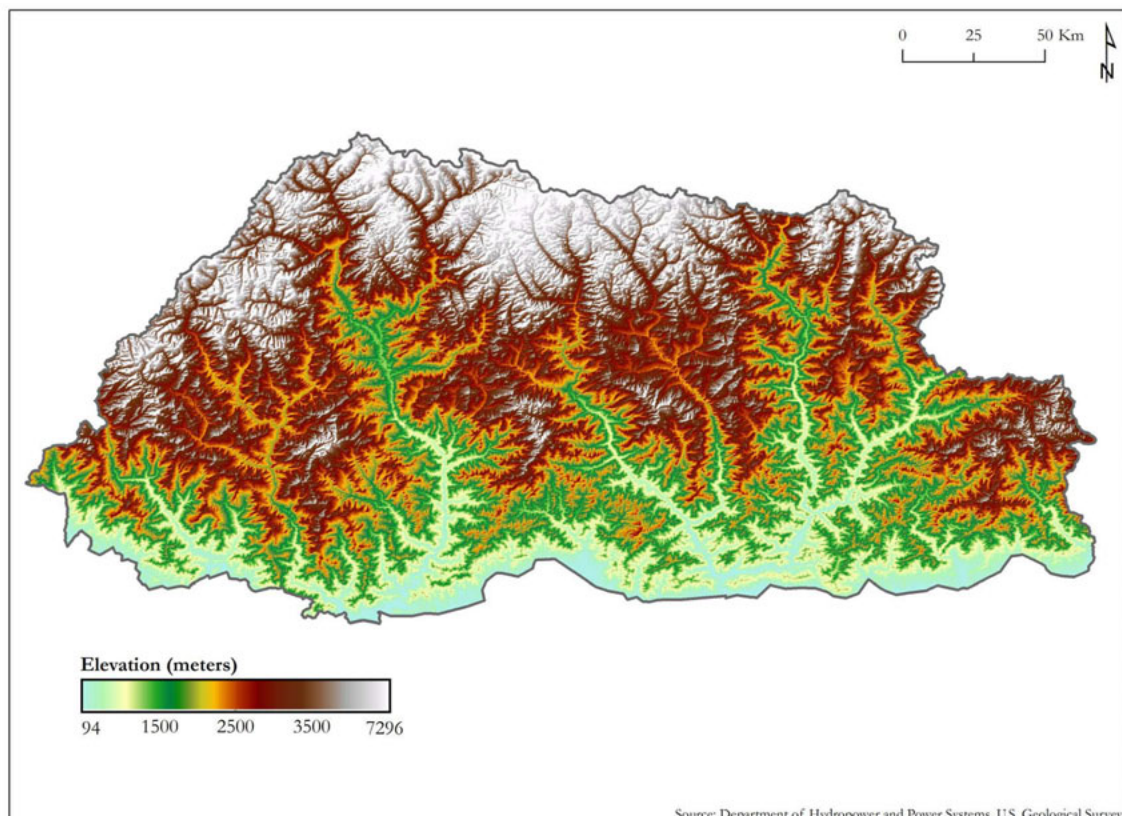 0 25 50 Km
N
Elevation (meters)
94 1500 2500 3500 7296
Source: Department of Hydropower and Power Systems, U.S. Geological Survey